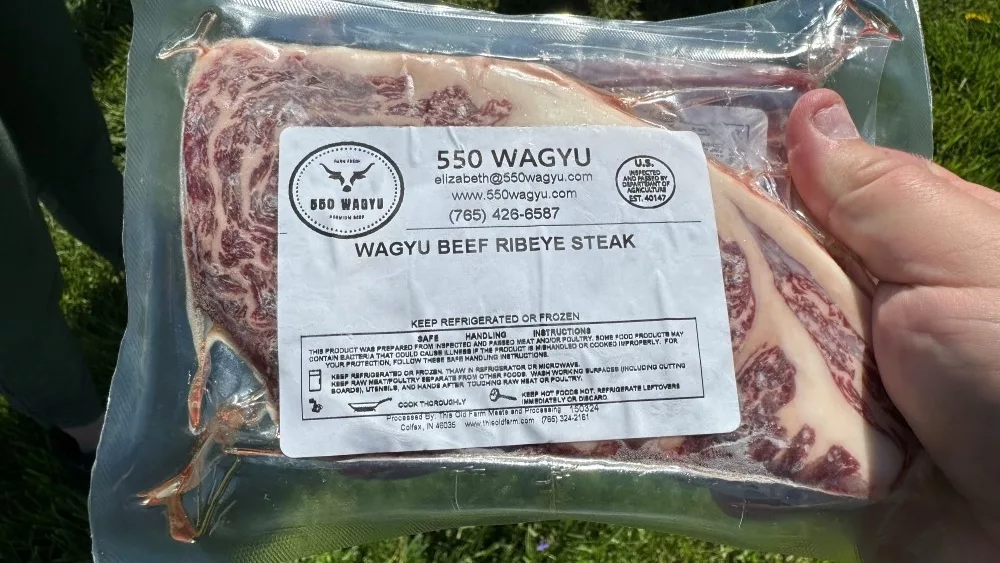 FARM FRESH
550 WAGYU
PREMIUM BEEF
550 WAGYU
elizabeth@550wagyu.com
www.550wagyu.com
(765) 426-6587
U.S.
INSPECTED
AND PASSED BY
DEPARTMENT OF
AGRICULTURE
EST. 40147
WAGYU BEEF RIBEYE STEAK
KEEP REFRIGERATED OR FROZEN
SAFE HANDLING INSTRUCTIONS
THIS PRODUCT WAS PREPARED FROM INSPECTED AND PASSED MEAT AND/OR POULTRY. SOME FOOD PRODUCTS MAY
CONTAIN BACTERIA THAT COULD CAUSE ILLNESS IF THE PRODUCT IS MISHANDLED OR COOKED IMPROPERLY. FOR
YOUR PROTECTION, FOLLOW THESE SAFE HANDLING INSTRUCTIONS.
KEEP REFRIGERATED OR FROZEN. THAW IN REFRIGERATOR OR MICROWAVE.
KEEP RAW MEAT/POULTRY SEPARATE FROM OTHER FOODS. WASH WORKING SURFACES (INCLUDING CUTTING
BOARDS), UTENSILS, AND HANDS AFTER TOUCHING RAW MEAT OR POULTRY.
COOK THOROUGHLY
KEEP HOT FOODS HOT. REFRIGERATE LEFTOVERS
IMMEDIATELY OR DISCARD.
Processed By: This Old Farm Meats and Processing 150324
Colfax, IN 46035 www.thisoldfarm.com (765) 324-2161